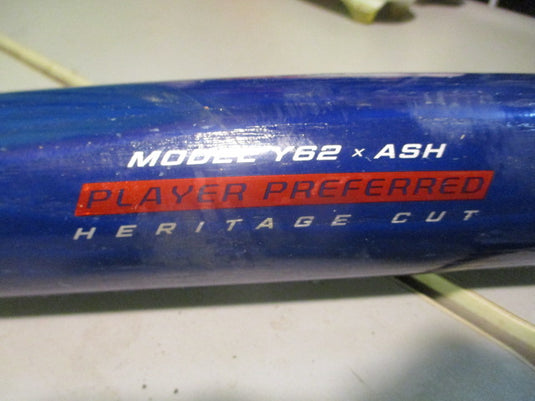 MODEL Y62 × ASH
PLAYER PREFERRED
HERITAGE CUT